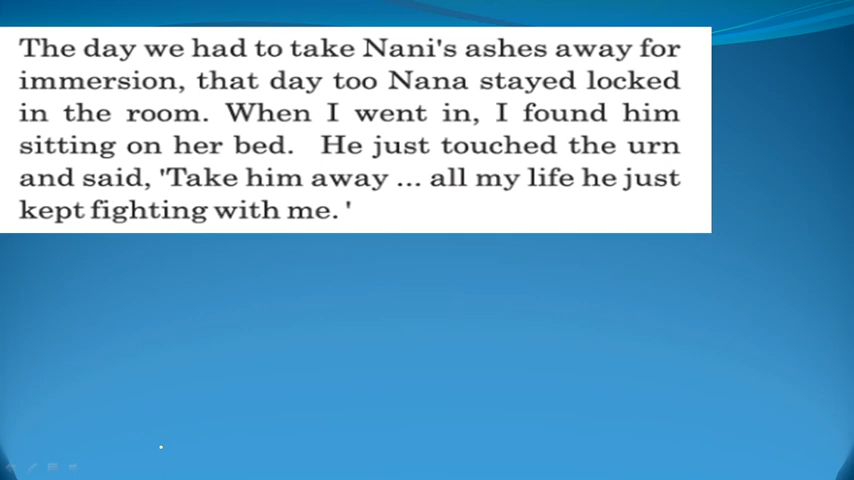 The day we had to take Nani's ashes away for
immersion, that day too Nana stayed locked
in the room. When I went in, I found him
sitting on her bed. He just touched the urn
and said, 'Take him away ... all my life he just
kept fighting with me. '